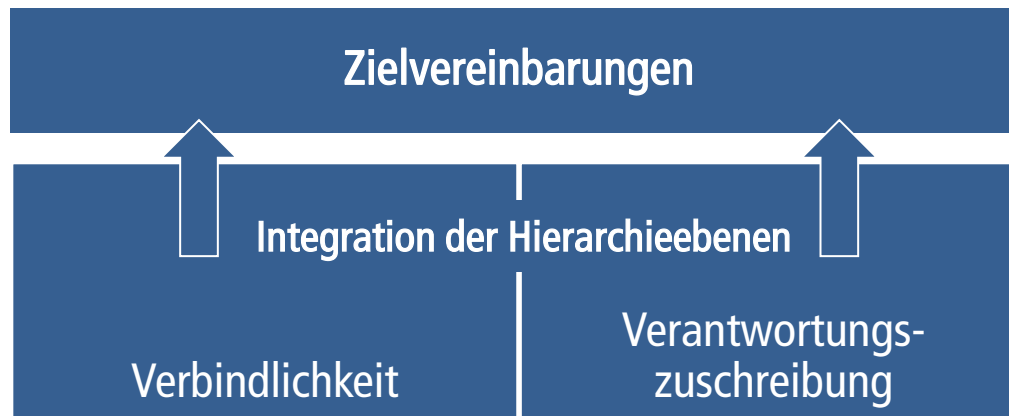 Zielvereinbarungen
Integration der Hierarchieebenen
Verbindlichkeit
Verantwortungs-
zuschreibung